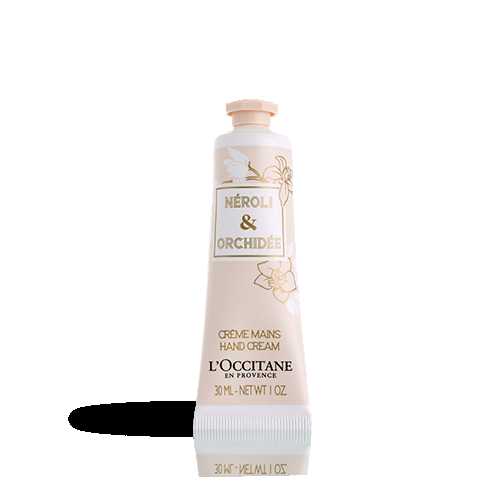 NÉROLI
&
ORCHIDÉE
CRÈME MAINS
HAND CREAM
L'OCCITANE
EN PROVENCE
30 ML - NET WT 1 OZ.